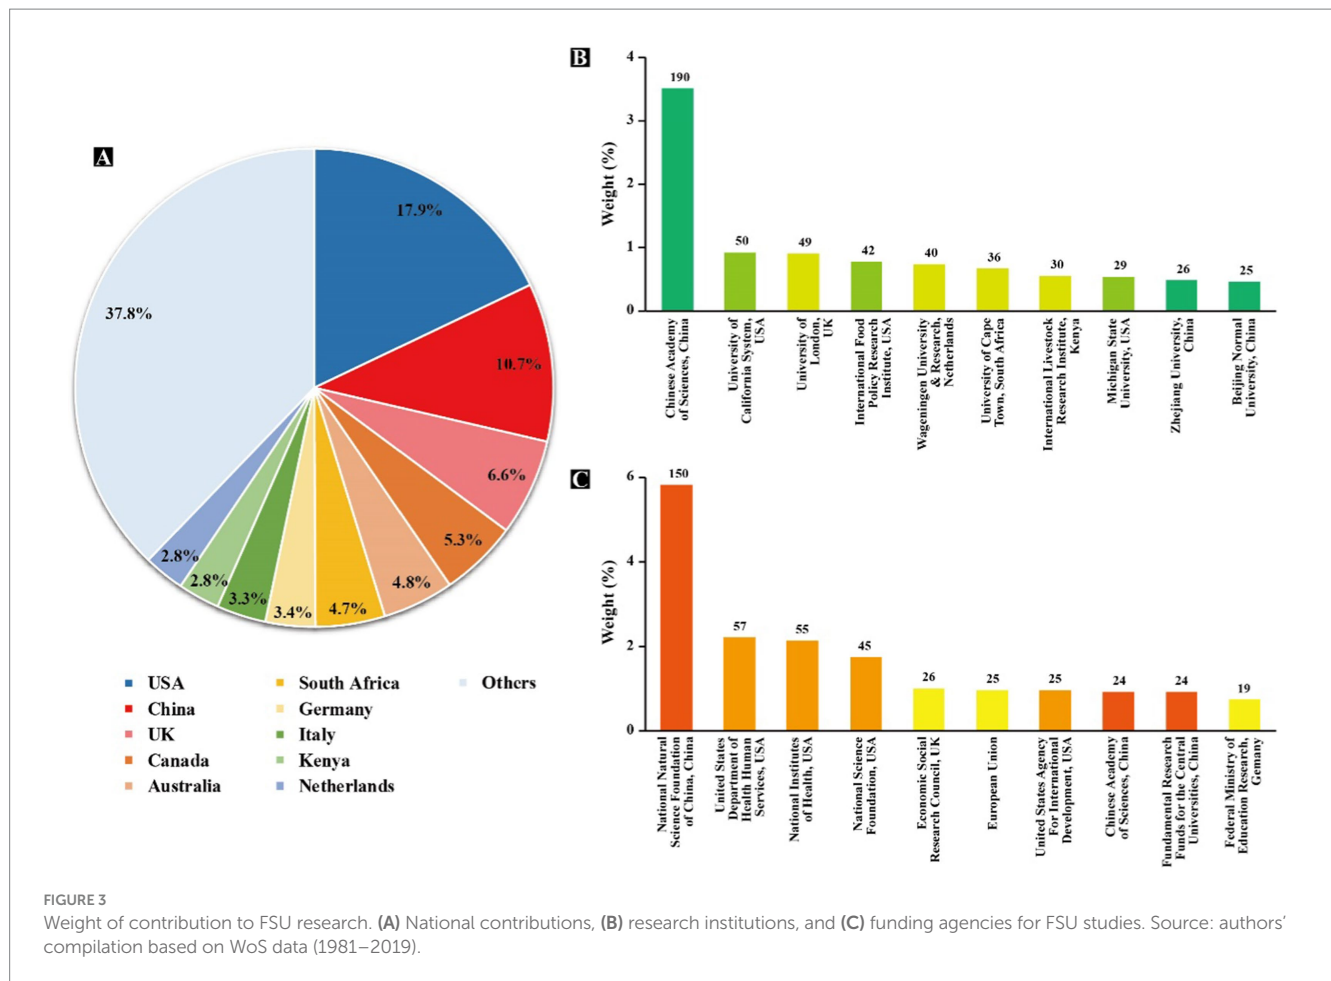 A
17.9%
10.7%
6.6%
5.3%
4.8%
4.7%
3.4%
3.3%
2.8%
2.8%
37.8%
USA
China
UK
Canada
Australia
South Africa
Germany
Italy
Kenya
Netherlands
Others
B
Weight (%)
4
3
2
1
0
190
50
49
42
40
36
30
29
26
25
Chinese Academy
of Sciences, China
University of
California System,
USA
University of
London,
UK
International Food
Policy Research
Institute, USA
Wageningen University
& Research,
Netherlands
University of Cape
Town, South Africa
International Livestock
Research Institute,
Kenya
Michigan State
University, USA
Zhejiang University,
China
Beijing Normal
University, China
C
Weight (%)
6
4
2
0
150
57
55
45
26
25
25
24
24
19
National Natural
Science Foundation
of China, China
United States
Department of
Health Human
Services, USA
National Institutes
of Health, USA
National Science
Foundation, USA
Economic Social
Research Council, UK
European Union
United States Agency
For International
Development, USA
Chinese Academy
of Sciences, China
Fundamental Research
Funds for the Central
Universities, China
Federal Ministry of
Education Research,
Gemany
FIGURE 3
Weight of contribution to FSU research. (A) National contributions, (B) research institutions, and (C) funding agencies for FSU studies. Source: authors’
compilation based on WoS data (1981–2019).